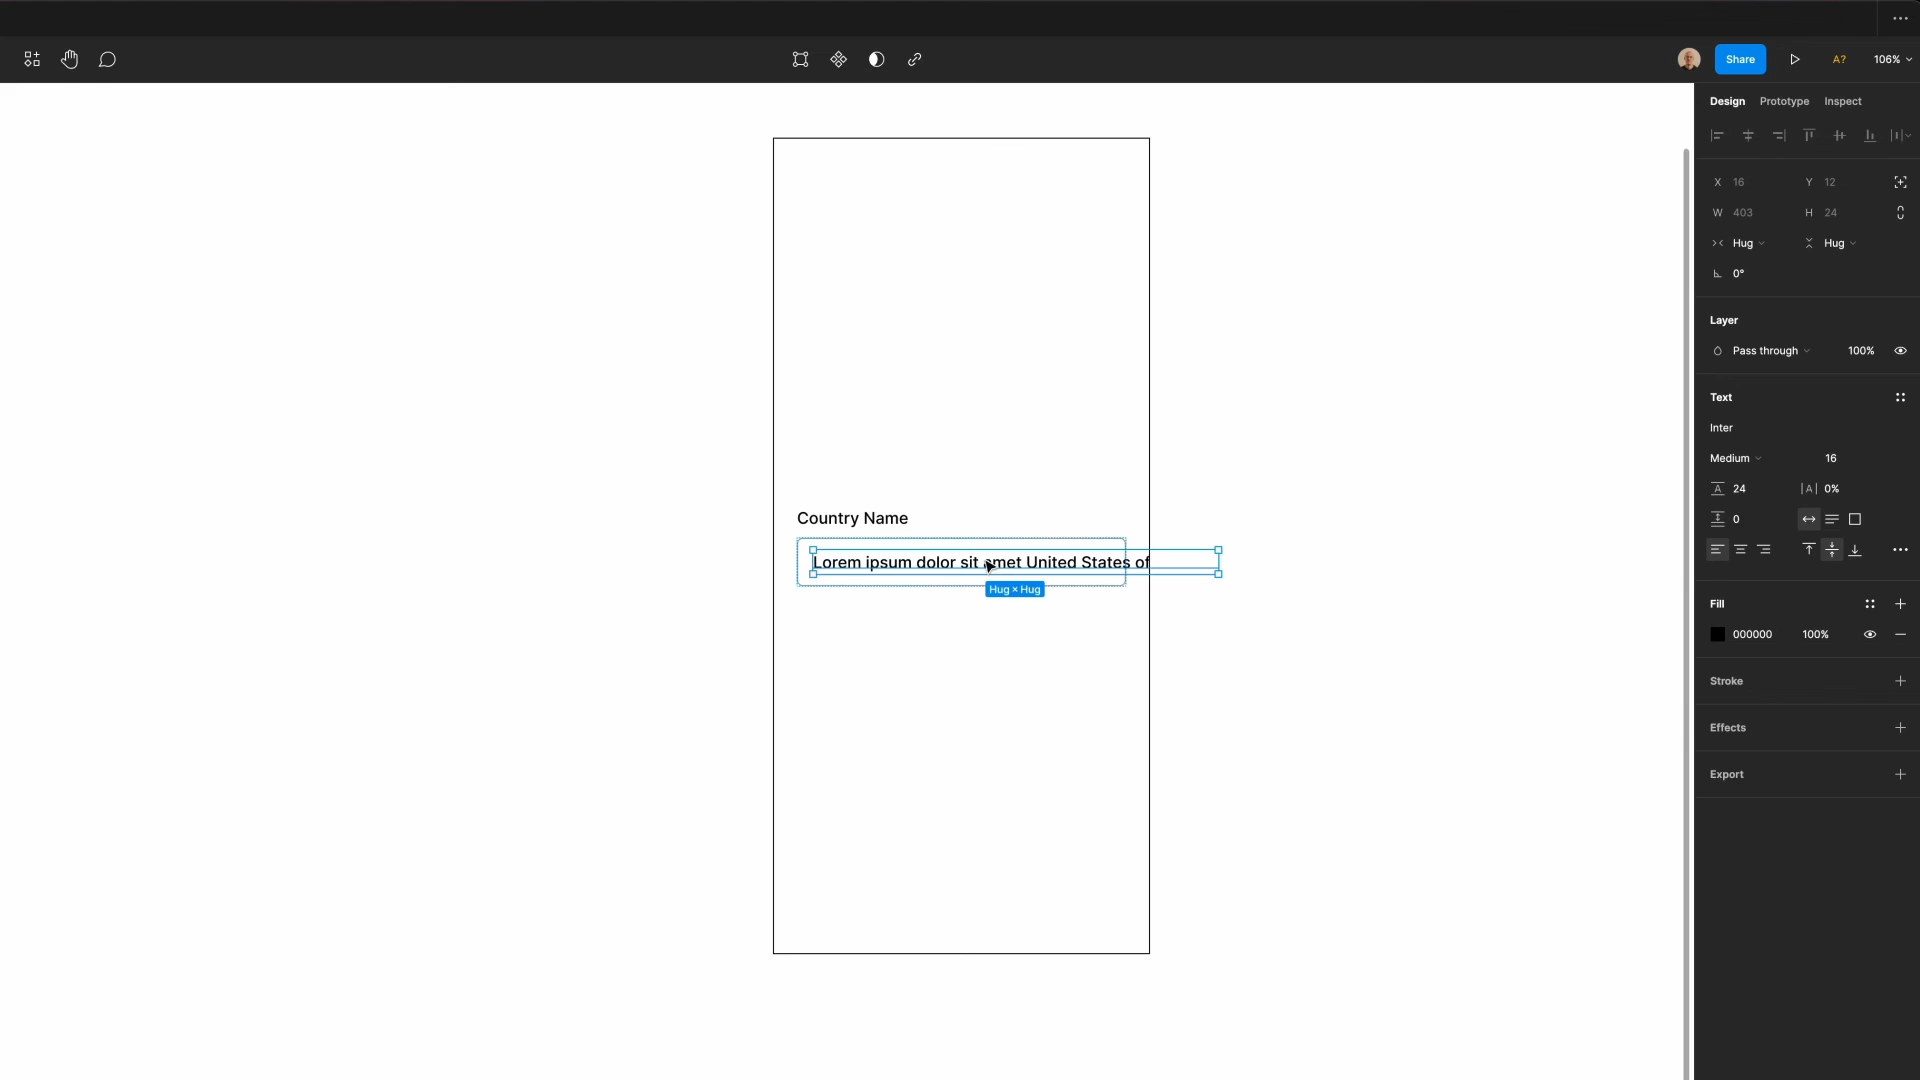 Share
A?
106%
Design Prototype Inspect
X 16 Y 12
W 403 H 24
Hug Hug
0°
Layer
Pass through 100%
Text
Inter
Medium 16
A 24 |A| 0%
0
Fill
000000 100%
Stroke
Effects
Export
Country Name
Lorem ipsum dolor sit amet United States of
Hug × Hug